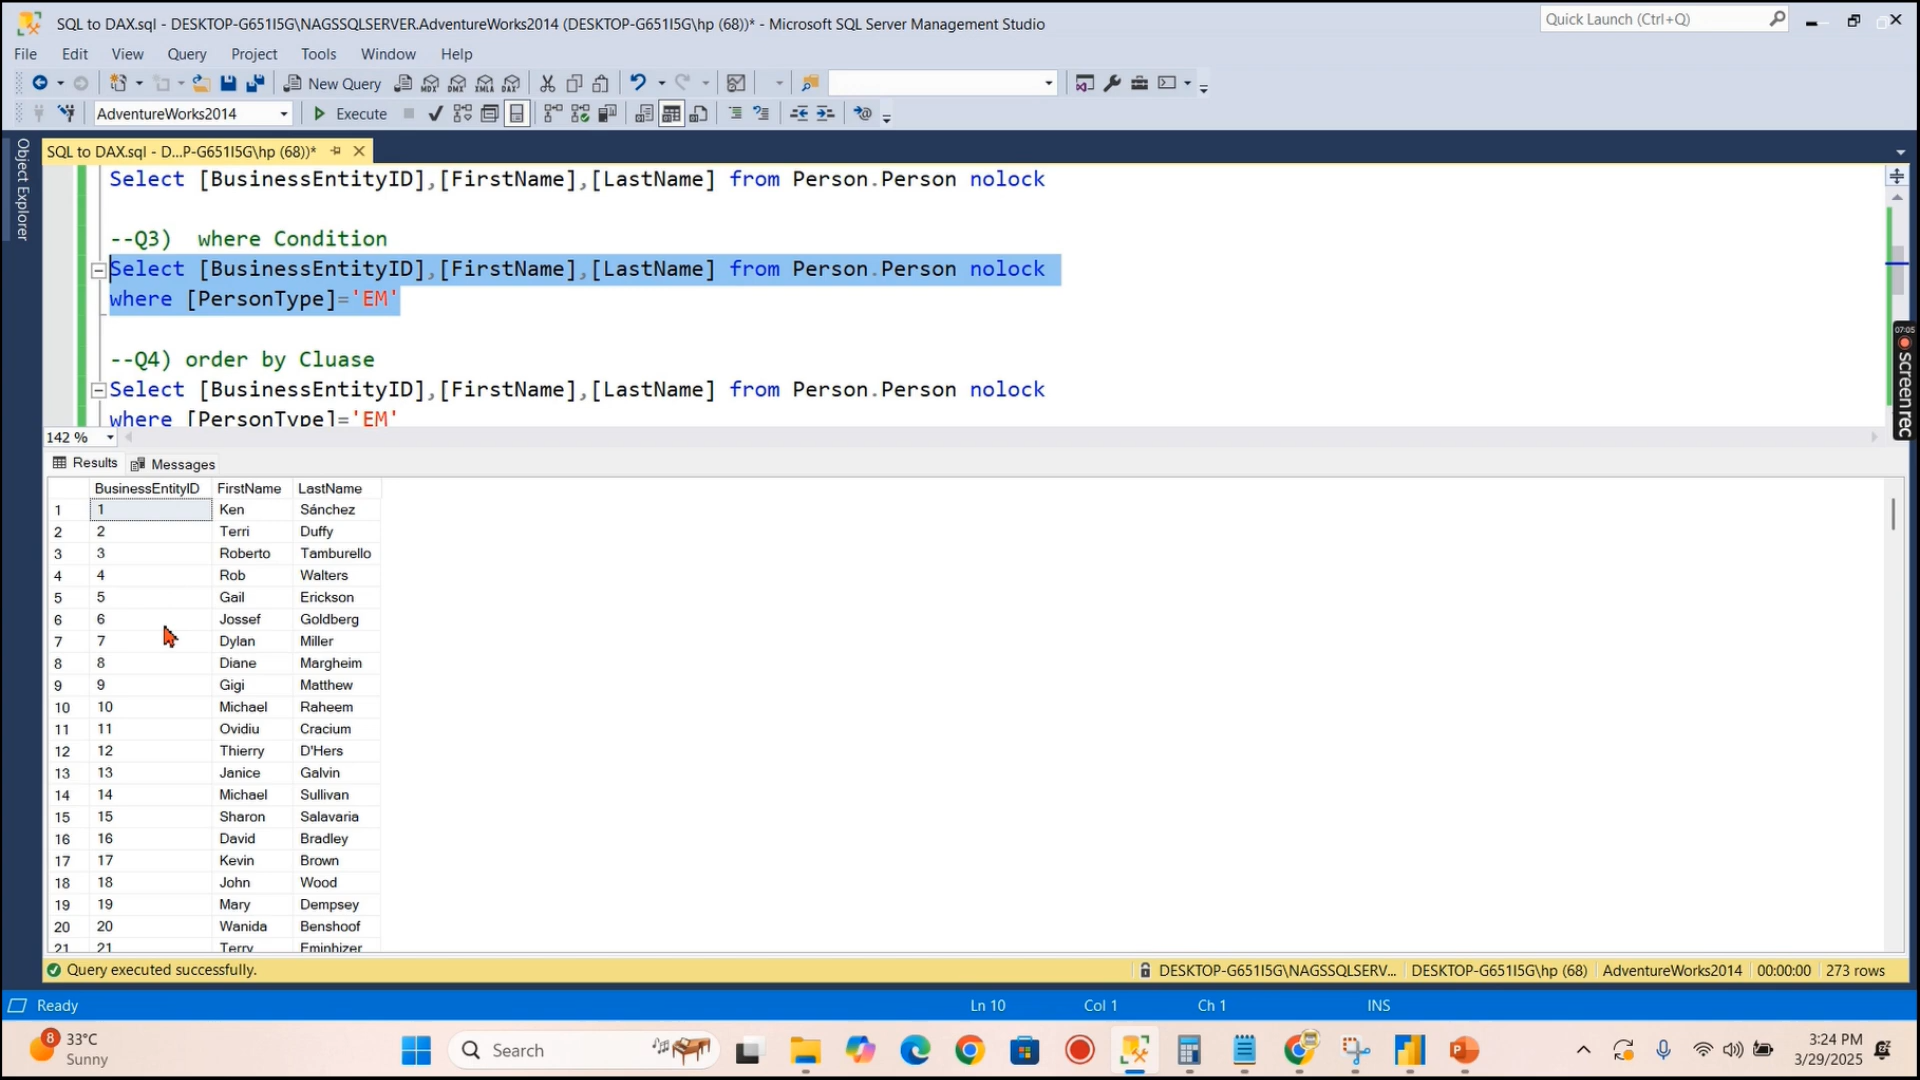 SQL to DAX.sql - DESKTOP-G651I5G\NAGSSQLSERVER.AdventureWorks2014 (DESKTOP-G651I5G\hp (68))* - Microsoft SQL Server Management Studio
Quick Launch (Ctrl+Q)
File Edit View Query Project Tools Window Help
New Query
AdventureWorks2014 Execute
Object Explorer
SQL to DAX.sql - D...P-G651I5G\hp (68))*
Select [BusinessEntityID],[FirstName],[LastName] from Person.Person nolock
--Q3) where Condition
Select [BusinessEntityID],[FirstName],[LastName] from Person.Person nolock
where [PersonType]='EM'
--Q4) order by Cluase
Select [BusinessEntityID],[FirstName],[LastName] from Person.Person nolock
where [PersonType]='EM'
07:05
Screenrec
142 %
Results Messages
BusinessEntityID FirstName LastName
1 1 Ken Sánchez
2 2 Terri Duffy
3 3 Roberto Tamburello
4 4 Rob Walters
5 5 Gail Erickson
6 6 Jossef Goldberg
7 7 Dylan Miller
8 8 Diane Margheim
9 9 Gigi Matthew
10 10 Michael Raheem
11 11 Ovidiu Cracium
12 12 Thierry D'Hers
13 13 Janice Galvin
14 14 Michael Sullivan
15 15 Sharon Salavaria
16 16 David Bradley
17 17 Kevin Brown
18 18 John Wood
19 19 Mary Dempsey
20 20 Wanida Benshoof
21 21 Terry Eminhizer
Query executed successfully. DESKTOP-G651I5G\NAGSSQLSERV... DESKTOP-G651I5G\hp (68) AdventureWorks2014 00:00:00 273 rows
Ready Ln 10 Col 1 Ch 1 INS
8 33°C
Sunny
Search
3:24 PM
3/29/2025